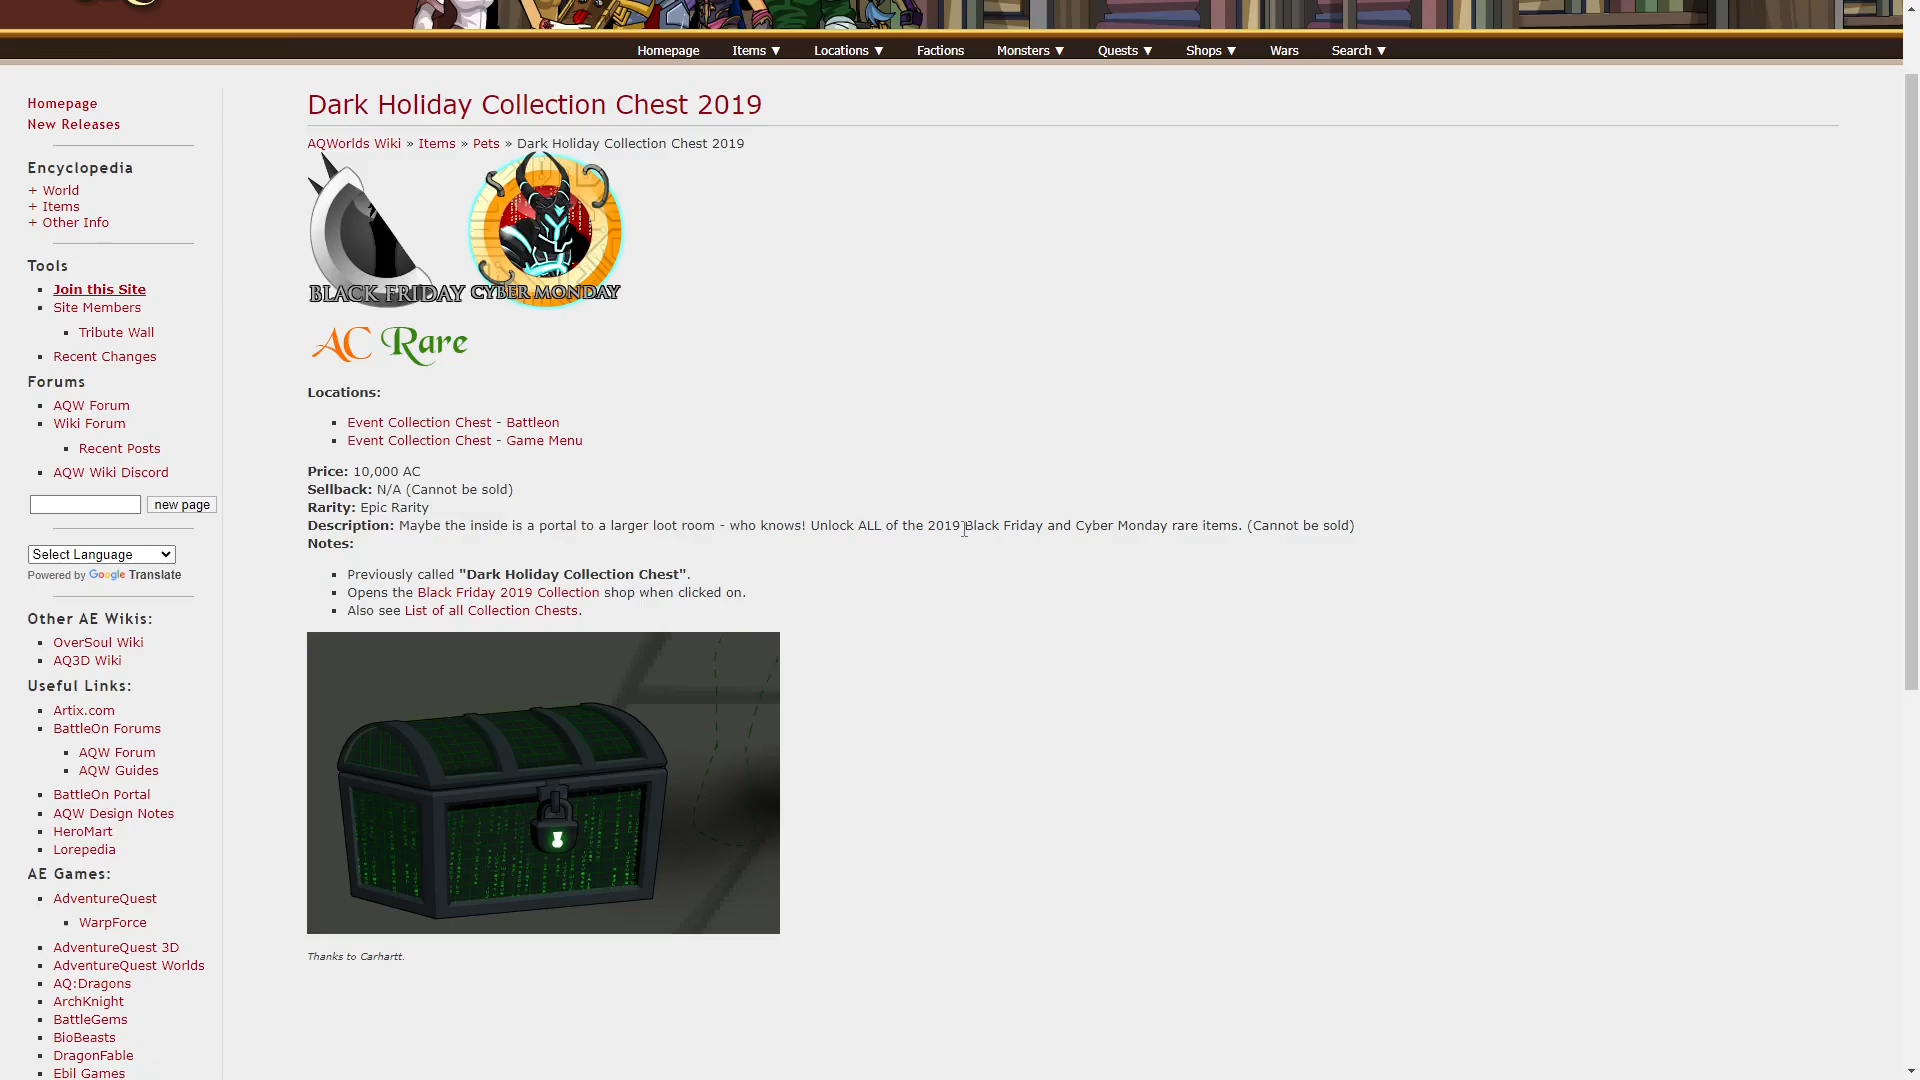 Homepage
Items ▼
Locations ▼
Factions
Monsters ▼
Quests ▼
Shops ▼
Wars
Search ▼
Homepage
New Releases
Encyclopedia
+ World
+ Items
+ Other Info
Tools
Join this Site
Site Members
Tribute Wall
Recent Changes
Forums
AQW Forum
Wiki Forum
Recent Posts
AQW Wiki Discord
new page
Select Language
Powered by Google Translate
Other AE Wikis:
OverSoul Wiki
AQ3D Wiki
Useful Links:
Artix.com
BattleOn Forums
AQW Forum
AQW Guides
BattleOn Portal
AQW Design Notes
HeroMart
Lorepedia
AE Games:
AdventureQuest
WarpForce
AdventureQuest 3D
AdventureQuest Worlds
AQ:Dragons
ArchKnight
BattleGems
BioBeasts
DragonFable
Ebil Games
Dark Holiday Collection Chest 2019
AQWorlds Wiki » Items » Pets » Dark Holiday Collection Chest 2019
BLACK FRIDAY
CYBER MONDAY
AC Rare
Locations:
Event Collection Chest - Battleon
Event Collection Chest - Game Menu
Price: 10,000 AC
Sellback: N/A (Cannot be sold)
Rarity: Epic Rarity
Description: Maybe the inside is a portal to a larger loot room - who knows! Unlock ALL of the 2019 Black Friday and Cyber Monday rare items. (Cannot be sold)
Notes:
Previously called "Dark Holiday Collection Chest".
Opens the Black Friday 2019 Collection shop when clicked on.
Also see List of all Collection Chests.
Thanks to Carhartt.